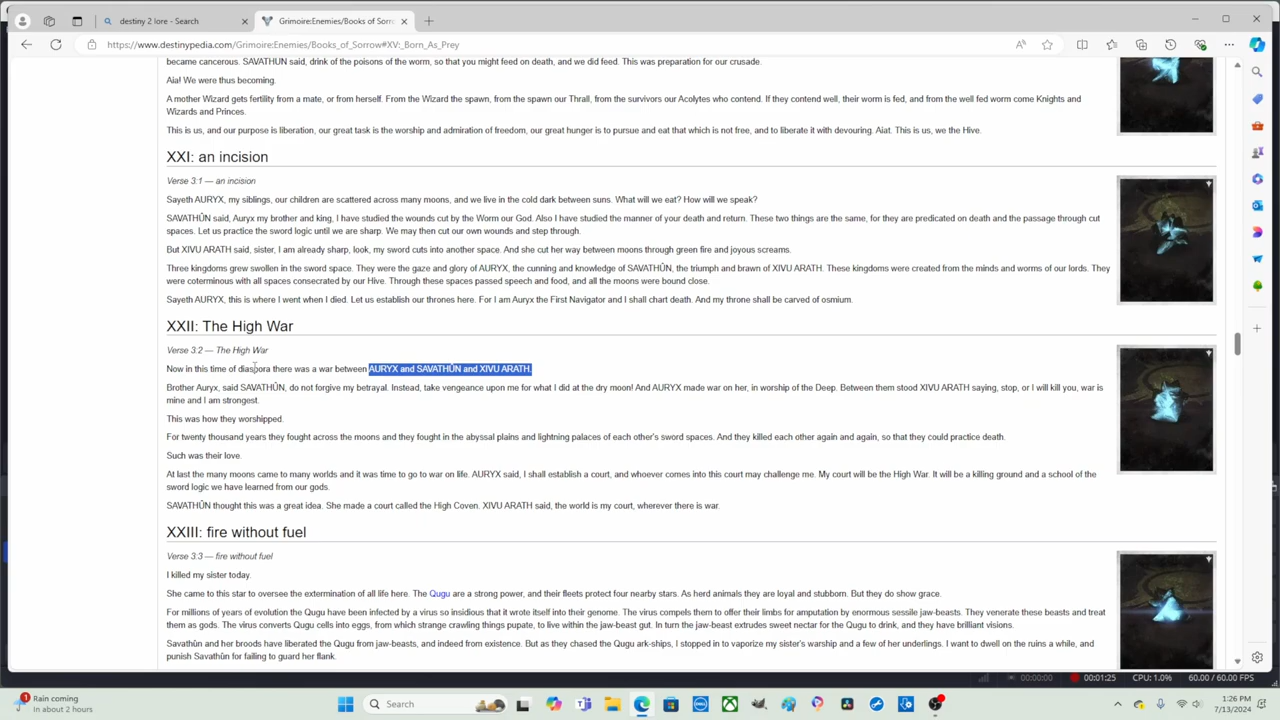 destiny 2 lore - Search
Grimoire:Enemies/Books of Sorro
https://www.destinypedia.com/Grimoire:Enemies/Books_of_Sorrow#XV:_Born_As_Prey
became cancerous. SAVATHUN said, drink of the poisons of the worm, so that you might feed on death, and we did feed. This was preparation for our crusade.
Aia! We were thus becoming.
A mother Wizard gets fertility from a mate, or from herself. From the Wizard the spawn, from the spawn our Thrall, from the survivors our Acolytes who contend. If they contend well, their worm is fed, and from the well fed worm come Knights and
Wizards and Princes.
This is us, and our purpose is liberation, our great task is the worship and admiration of freedom, our great hunger is to pursue and eat that which is not free, and to liberate it with devouring. Aiat. This is us, we the Hive.
XXI: an incision
Verse 3:1 — an incision
Sayeth AURYX, my siblings, our children are scattered across many moons, and we live in the cold dark between suns. What will we eat? How will we speak?
SAVATHÛN said, Auryx my brother and king, I have studied the wounds cut by the Worm our God. Also I have studied the manner of your death and return. These two things are the same, for they are predicated on death and the passage through cut
spaces. Let us practice the sword logic until we are sharp. We may then cut our own wounds and step through.
But XIVU ARATH said, sister, I am already sharp, look, my sword cuts into another space. And she cut her way between moons through green fire and joyous screams.
Three kingdoms grew swollen in the sword space. They were the gaze and glory of AURYX, the cunning and knowledge of SAVATHÛN, the triumph and brawn of XIVU ARATH. These kingdoms were created from the minds and worms of our lords. They
were coterminous with all spaces consecrated by our Hive. Through these spaces passed speech and food, and all the moons were bound close.
Sayeth AURYX, this is where I went when I died. Let us establish our thrones here. For I am Auryx the First Navigator and I shall chart death. And my throne shall be carved of osmium.
XXII: The High War
Verse 3:2 — The High War
Now in this time of diaspora there was a war between AURYX and SAVATHÛN and XIVU ARATH.
Brother Auryx, said SAVATHÛN, do not forgive my betrayal. Instead, take vengeance upon me for what I did at the dry moon! And AURYX made war on her, in worship of the Deep. Between them stood XIVU ARATH saying, stop, or I will kill you, war is
mine and I am strongest.
This was how they worshipped.
For twenty thousand years they fought across the moons and they fought in the abyssal plains and lightning palaces of each other's sword spaces. And they killed each other again and again, so that they could practice death.
Such was their love.
At last the many moons came to many worlds and it was time to go to war on life. AURYX said, I shall establish a court, and whoever comes into this court may challenge me. My court will be the High War. It will be a killing ground and a school of the
sword logic we have learned from our gods.
SAVATHÛN thought this was a great idea. She made a court called the High Coven. XIVU ARATH said, the world is my court, wherever there is war.
XXIII: fire without fuel
Verse 3:3 — fire without fuel
I killed my sister today.
She came to this star to oversee the extermination of all life here. The Qugu are a strong power, and their fleets protect four nearby stars. As herd animals they are loyal and stubborn. But they do show grace.
For millions of years of evolution the Qugu have been infected by a virus so insidious that it wrote itself into their genome. The virus compels them to offer their limbs for amputation by enormous sessile jaw-beasts. They venerate these beasts and treat
them as gods. The virus converts Qugu cells into eggs, from which strange crawling things pupate, to live within the jaw-beast gut. In turn the jaw-beast extrudes sweet nectar for the Qugu to drink, and they have brilliant visions.
Savathûn and her broods have liberated the Qugu from jaw-beasts, and indeed from existence. But as they chased the Qugu ark-ships, I stopped in to vaporize my sister's warship and a few of her underlings. I want to dwell on the ruins a while, and
punish Savathûn for failing to guard her flank.
00:00:00 00:01:25 CPU: 1.0% 60.00 / 60.00 FPS
Rain coming
In about 2 hours
Search
1:26 PM
7/13/2024